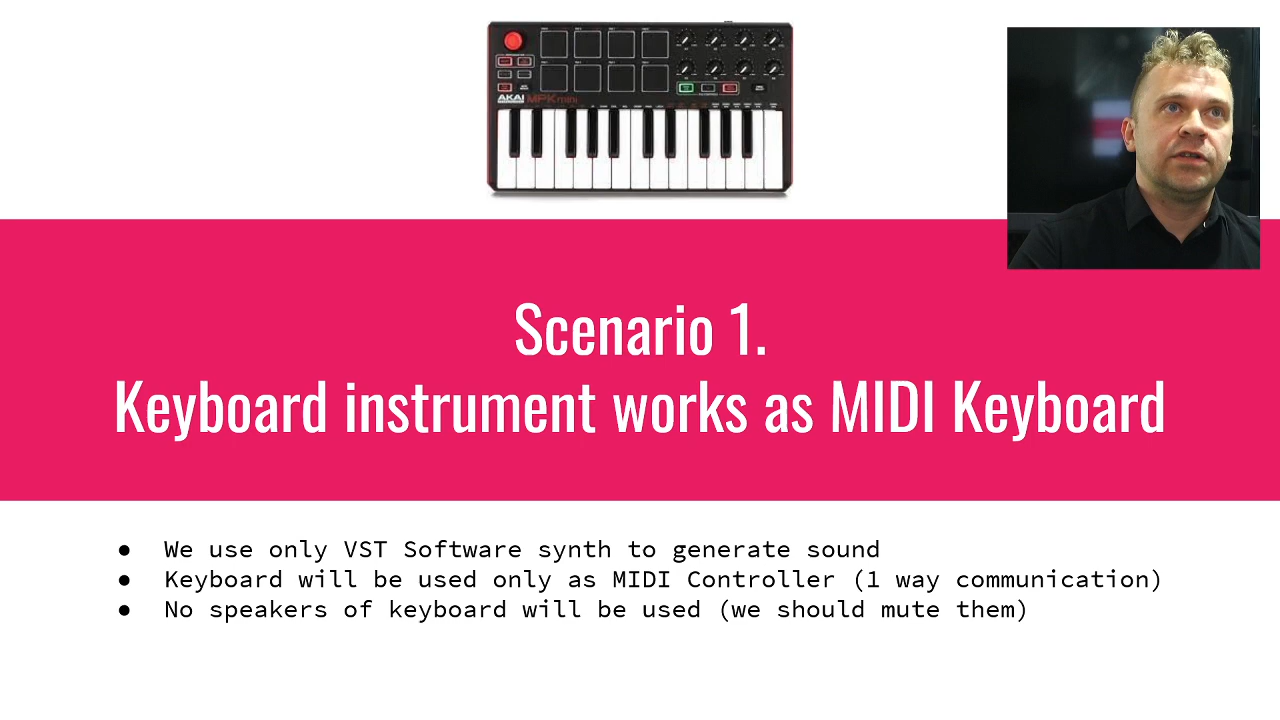 AKAI MPKmini
Scenario 1.
Keyboard instrument works as MIDI Keyboard
● We use only VST Software synth to generate sound
● Keyboard will be used only as MIDI Controller (1 way communication)
● No speakers of keyboard will be used (we should mute them)